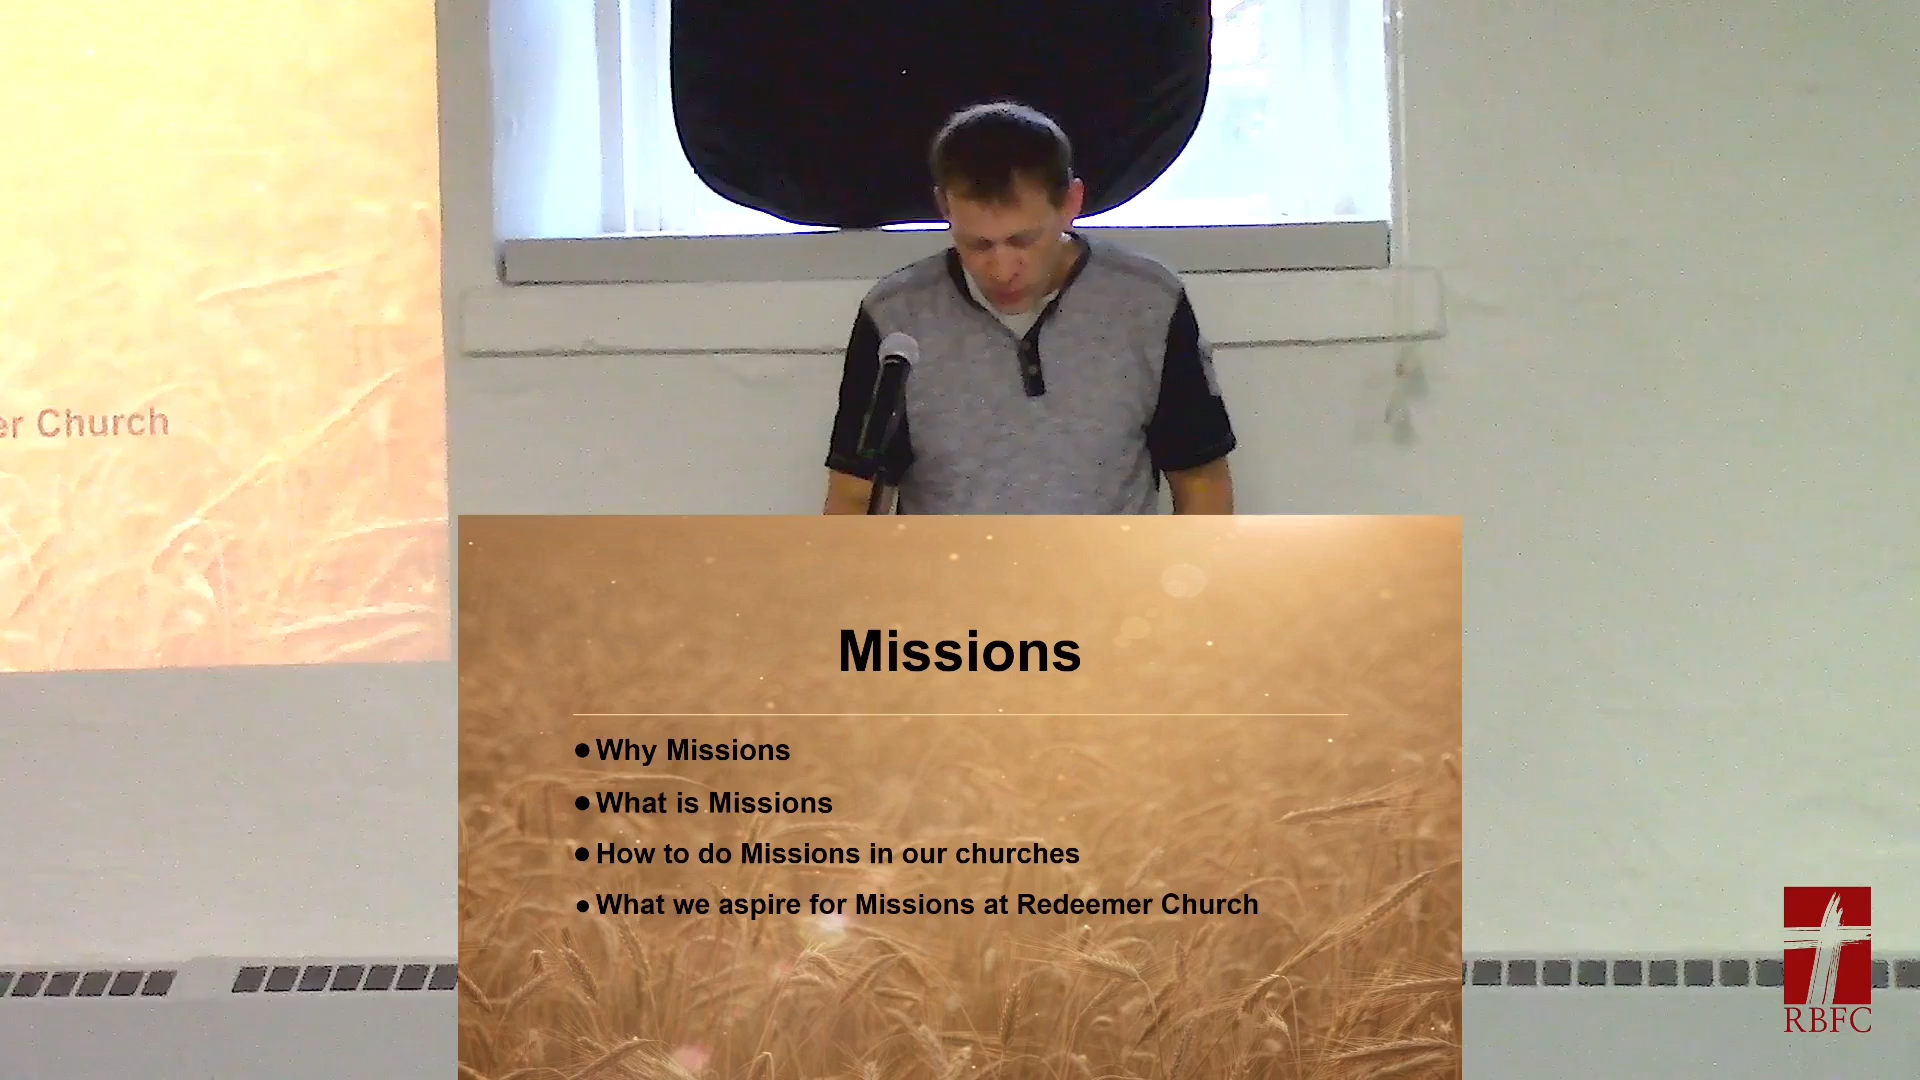 er Church
Missions
● Why Missions
● What is Missions
● How to do Missions in our churches
● What we aspire for Missions at Redeemer Church
RBFC